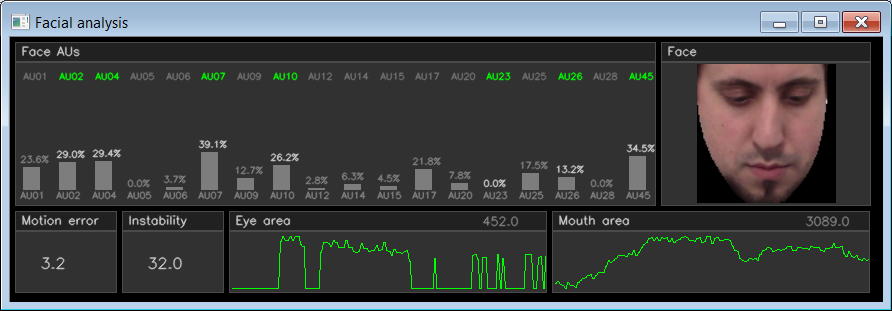 Facial analysis
Face AUs
Face
AU01 AU02 AU04 AU05 AU06 AU07 AU09 AU10 AU12 AU14 AU15 AU17 AU20 AU23 AU25 AU26 AU28 AU45
23.6% 29.0% 29.4% 0.0% 3.7% 39.1% 12.7% 26.2% 2.8% 6.3% 4.5% 21.8% 7.8% 0.0% 17.5% 13.2% 0.0% 34.5%
AU01 AU02 AU04 AU05 AU06 AU07 AU09 AU10 AU12 AU14 AU15 AU17 AU20 AU23 AU25 AU26 AU28 AU45
Motion error
3.2
Instability
32.0
Eye area 452.0
Mouth area 3089.0